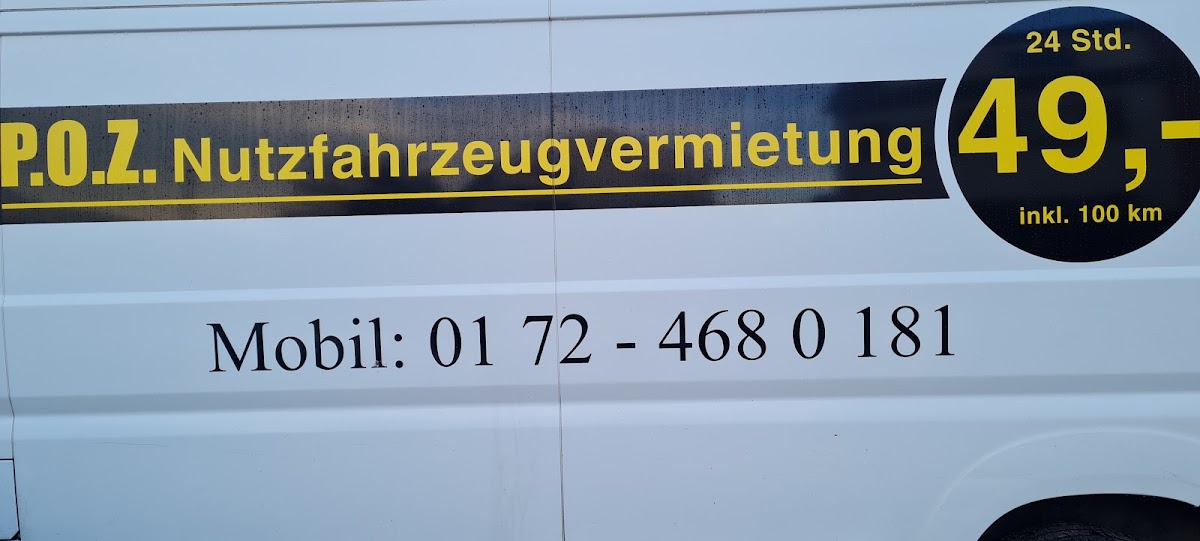 P.O.Z. Nutzfahrzeugvermietung
24 Std.
49,-
inkl. 100 km
Mobil: 01 72 - 468 0 181